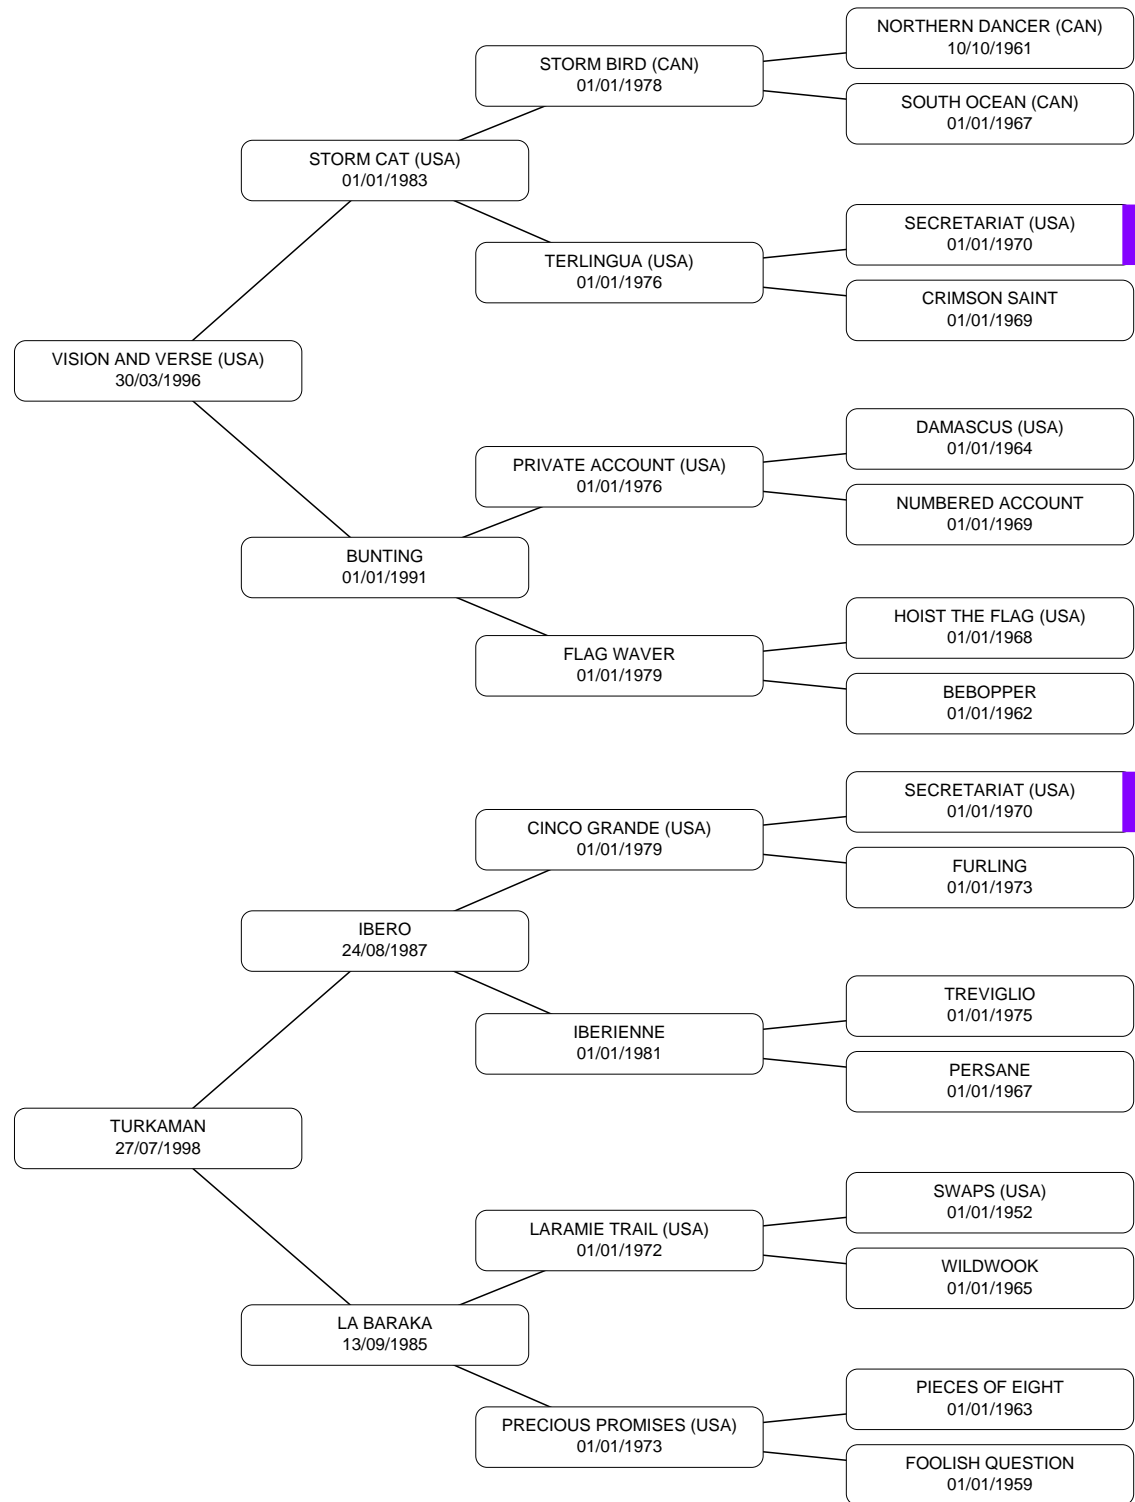 NORTHERN DANCER (CAN)
10/10/1961
STORM BIRD (CAN)
01/01/1978
SOUTH OCEAN (CAN)
01/01/1967
STORM CAT (USA)
01/01/1983
SECRETARIAT (USA)
01/01/1970
TERLINGUA (USA)
01/01/1976
CRIMSON SAINT
01/01/1969
VISION AND VERSE (USA)
30/03/1996
DAMASCUS (USA)
01/01/1964
PRIVATE ACCOUNT (USA)
01/01/1976
NUMBERED ACCOUNT
01/01/1969
BUNTING
01/01/1991
HOIST THE FLAG (USA)
01/01/1968
FLAG WAVER
01/01/1979
BEBOPPER
01/01/1962
SECRETARIAT (USA)
01/01/1970
CINCO GRANDE (USA)
01/01/1979
FURLING
01/01/1973
IBERO
24/08/1987
TREVIGLIO
01/01/1975
IBERIENNE
01/01/1981
PERSANE
01/01/1967
TURKAMAN
27/07/1998
SWAPS (USA)
01/01/1952
LARAMIE TRAIL (USA)
01/01/1972
WILDWOOK
01/01/1965
LA BARAKA
13/09/1985
PIECES OF EIGHT
01/01/1963
PRECIOUS PROMISES (USA)
01/01/1973
FOOLISH QUESTION
01/01/1959